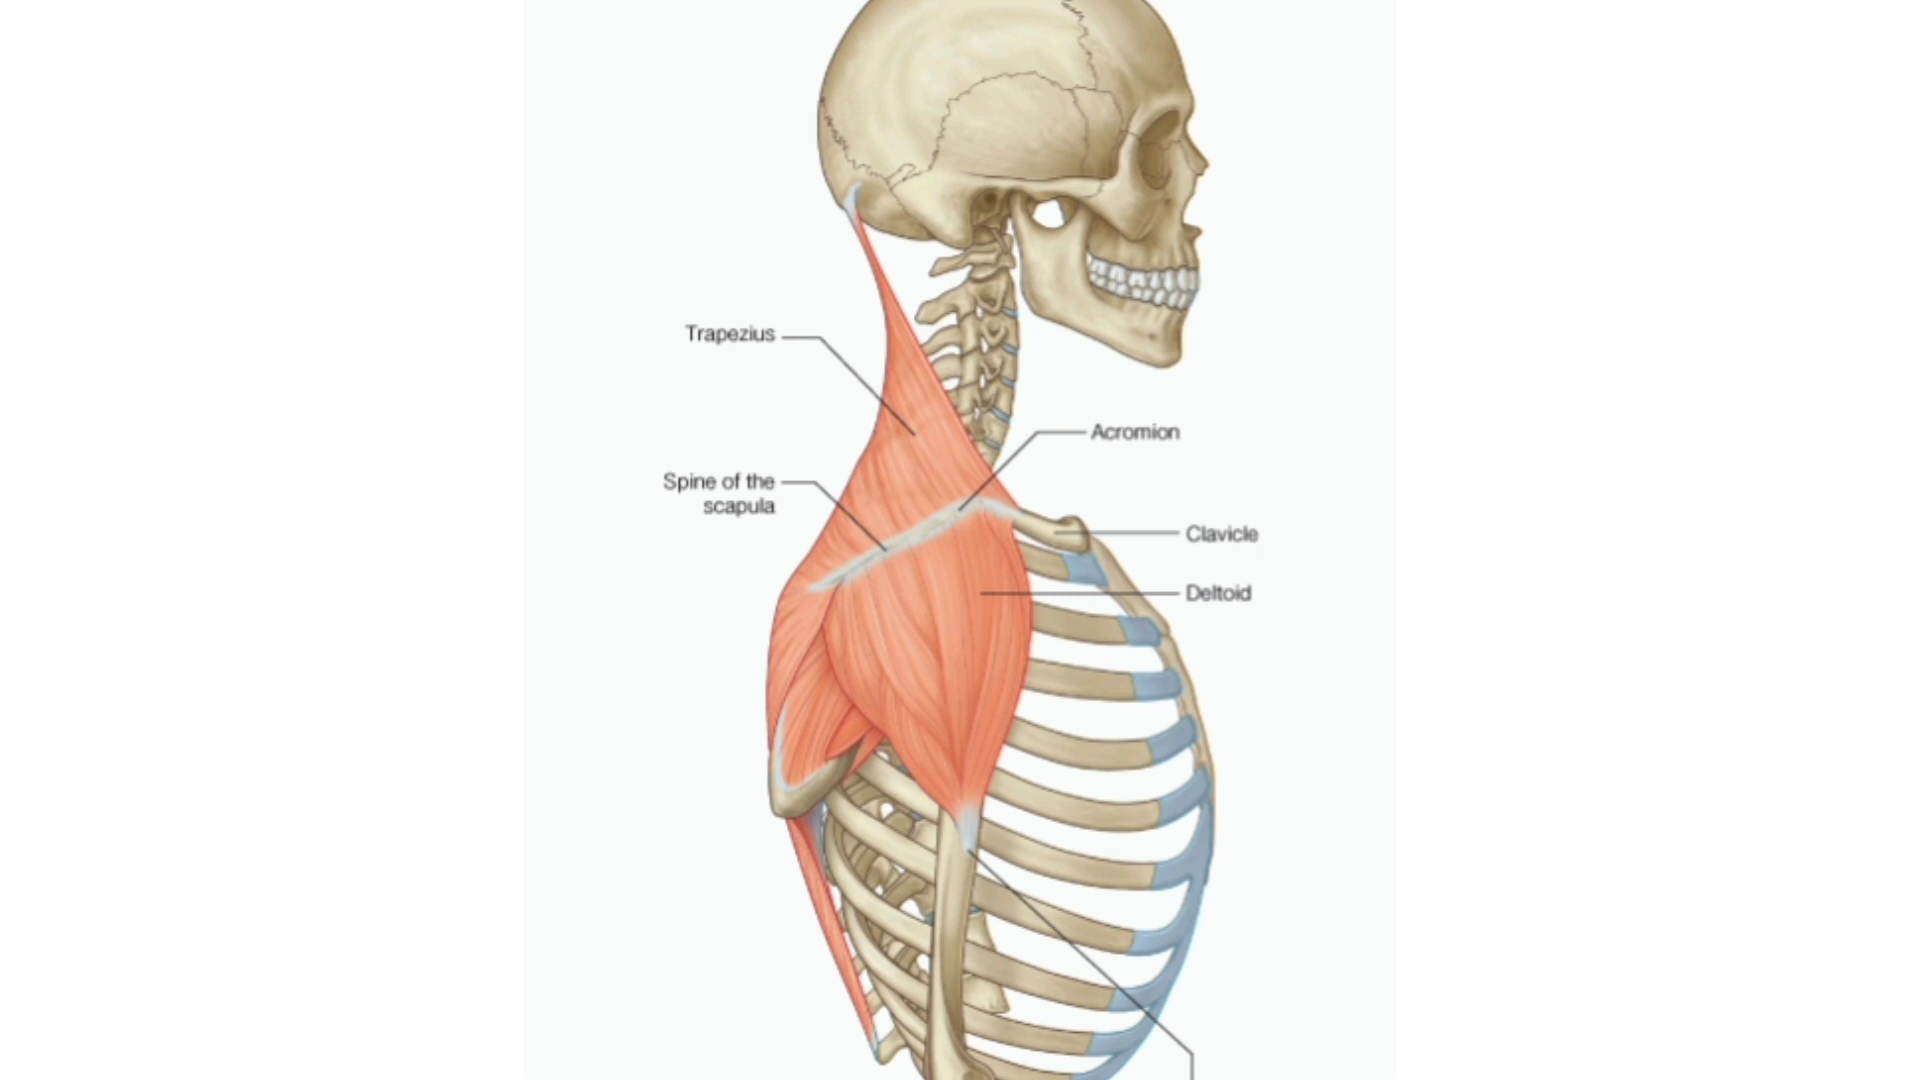 Trapezius
Acromion
Spine of the
scapula
Clavicle
Deltoid